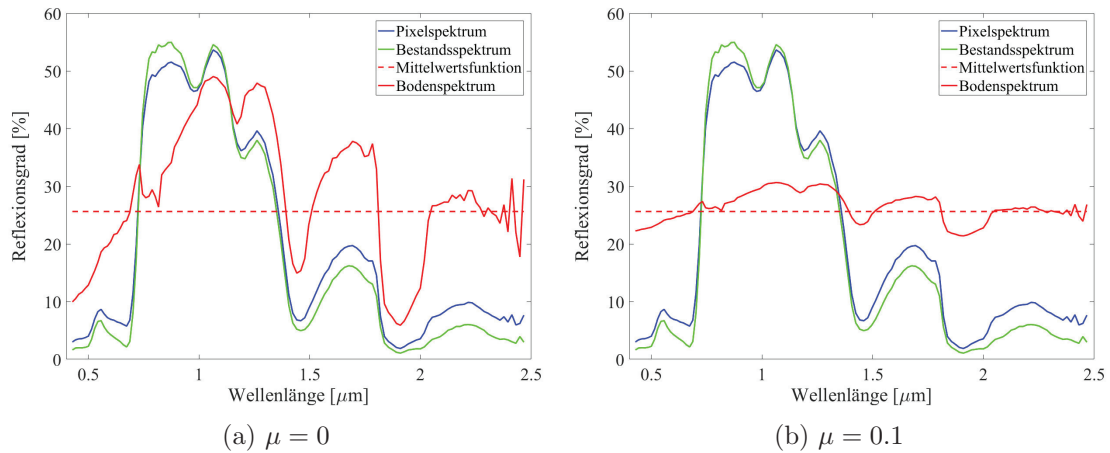 60
50
40
30
20
10
0
Reflexionsgrad [%]
0.5
1
1.5
2
2.5
Wellenlänge [μm]
Pixelspektrum
Bestandsspektrum
Mittelwertsfunktion
Bodenspektrum
(a) μ = 0
60
50
40
30
20
10
0
Reflexionsgrad [%]
0.5
1
1.5
2
2.5
Wellenlänge [μm]
Pixelspektrum
Bestandsspektrum
Mittelwertsfunktion
Bodenspektrum
(b) μ = 0.1